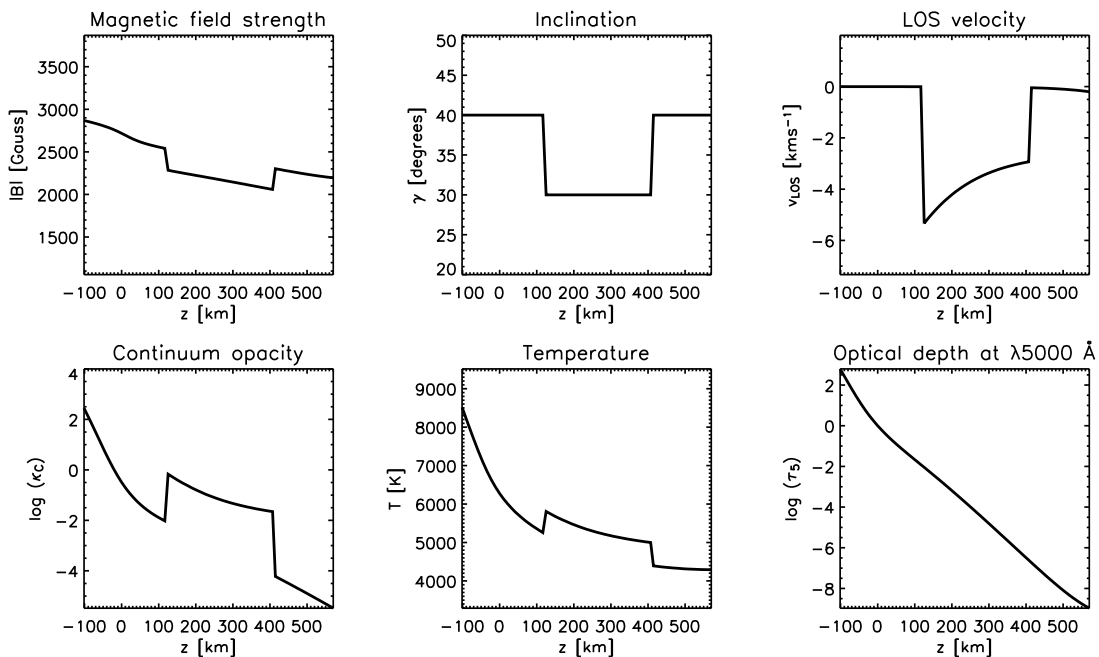 Magnetic field strength
|B| [Gauss]
3500
3000
2500
2000
1500
−100 0 100 200 300 400 500
z [km]
Inclination
γ [degrees]
50
45
40
35
30
25
20
−100 0 100 200 300 400 500
z [km]
LOS velocity
vLOS [kms⁻¹]
0
−2
−4
−6
−100 0 100 200 300 400 500
z [km]
Continuum opacity
log (κC)
4
2
0
−2
−4
−100 0 100 200 300 400 500
z [km]
Temperature
T [K]
9000
8000
7000
6000
5000
4000
−100 0 100 200 300 400 500
z [km]
Optical depth at λ5000 Å
log (τ5)
2
0
−2
−4
−6
−8
−100 0 100 200 300 400 500
z [km]